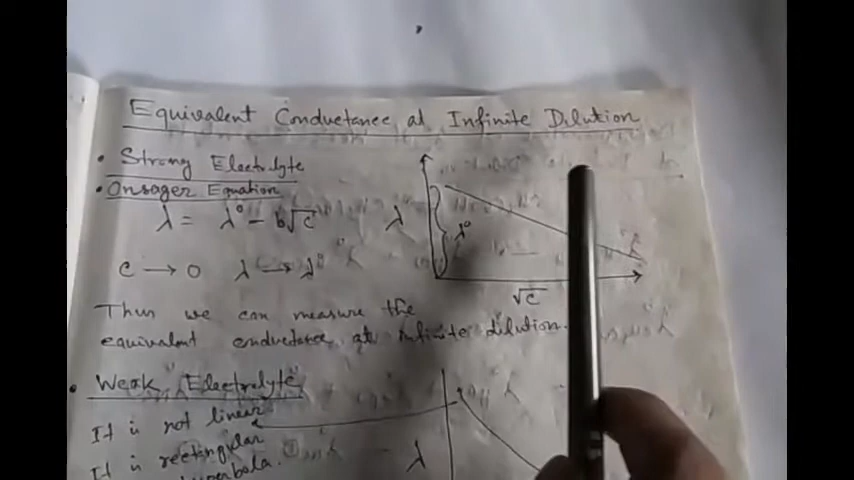 Equivalent Conductance at Infinite Dilution
• Strong Electrolyte
• Onsager Equation
λ = λ° - b√c
c → 0 λ → λ°
Thus we can measure the
equivalent conductance at infinite dilution.
λ
λ°
√c
• Weak Electrolyte
It is not linear
It is rectangular
hyperbola.
λ